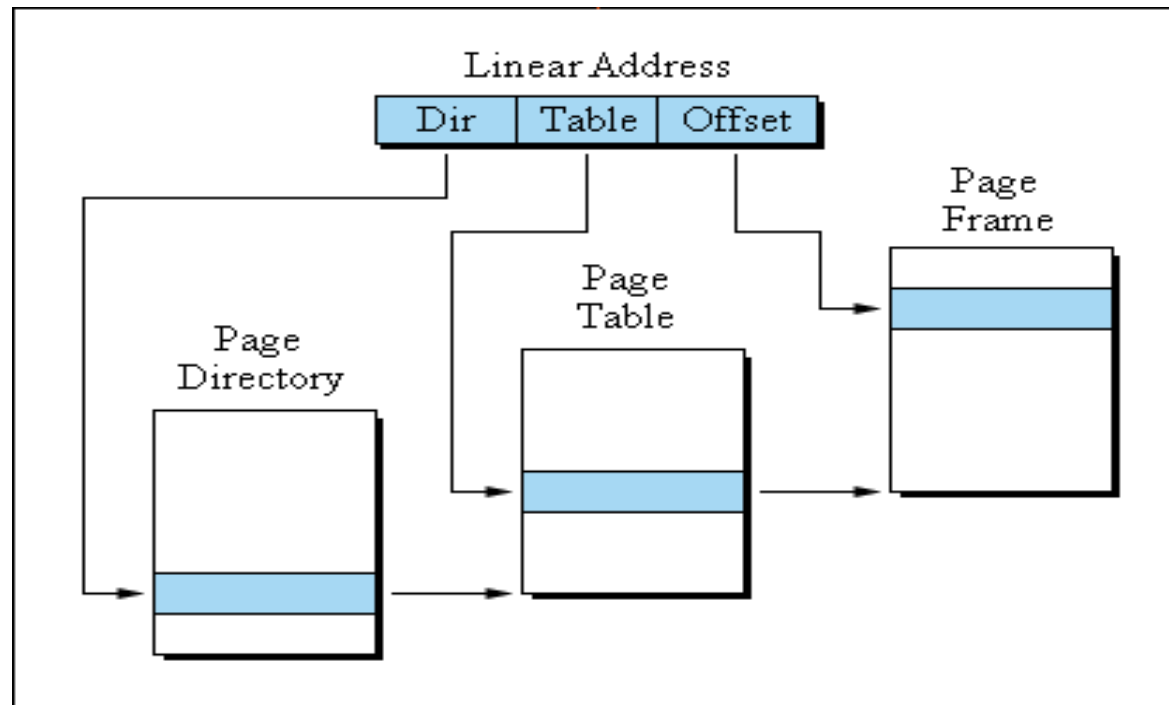 Linear Address
Dir Table Offset
Page
Frame
Page
Table
Page
Directory